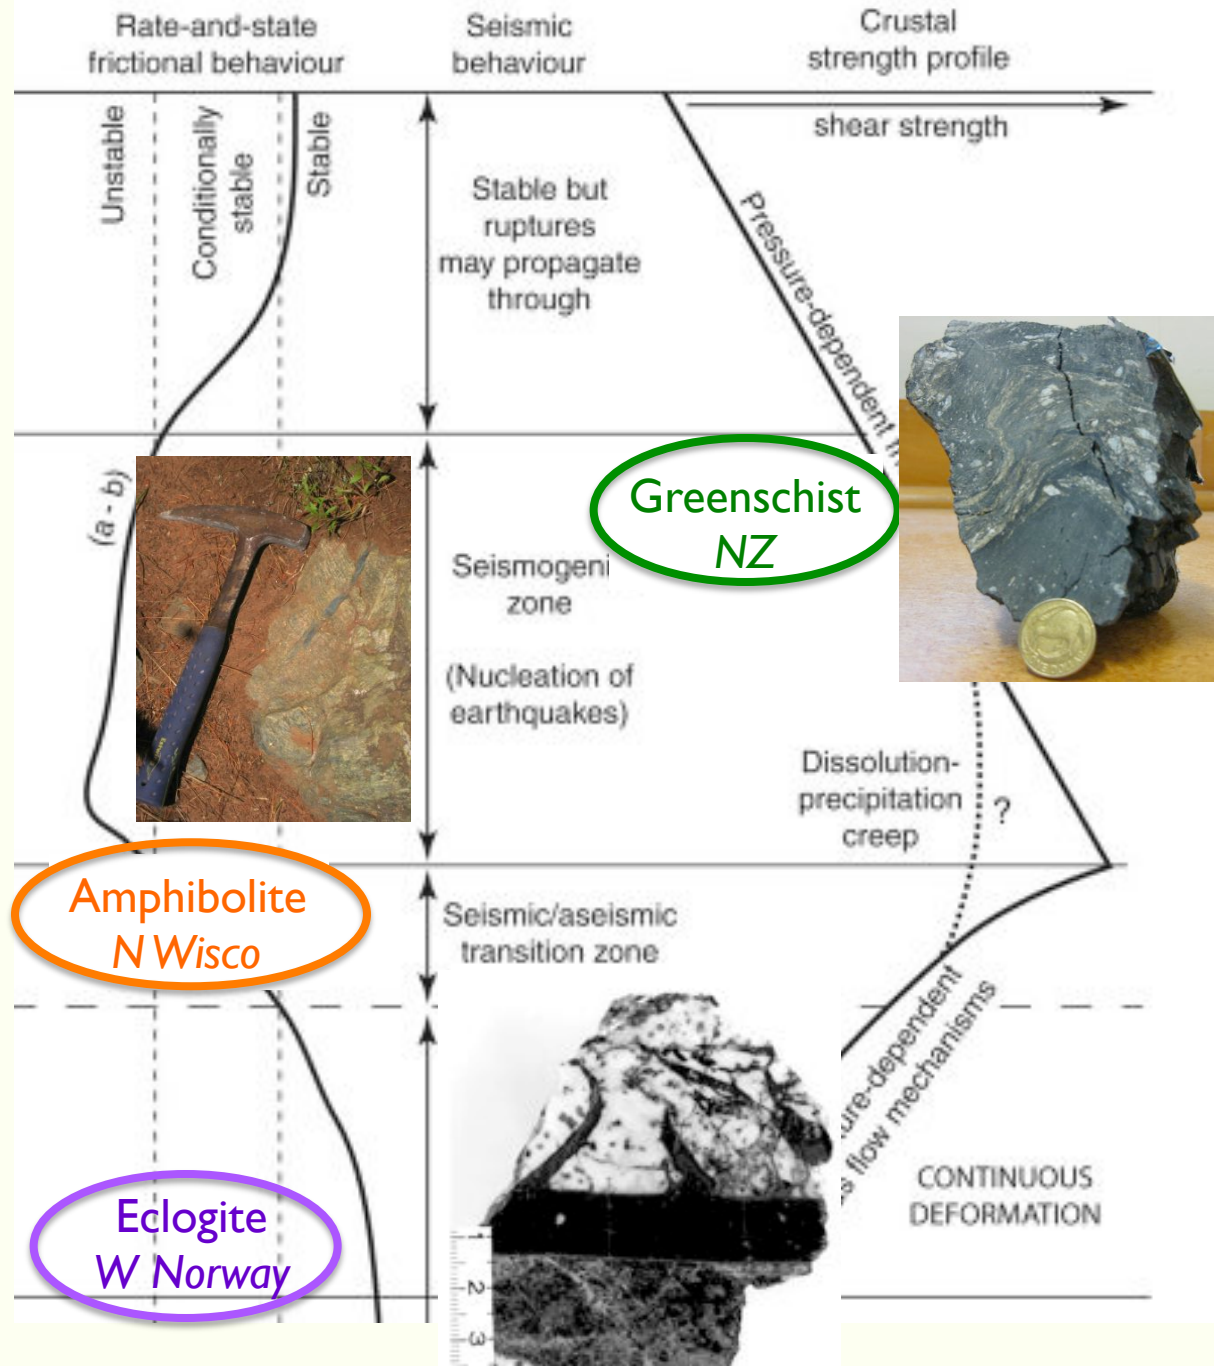 Rate-and-state
frictional behaviour
Seismic
behaviour
Crustal
strength profile
Unstable
Conditionally
stable
Stable
shear strength
Stable but
ruptures
may propagate
through
Pressure-dependent
(a - b)
Greenschist
NZ
Seismogeni
zone
(Nucleation of
earthquakes)
Dissolution-
precipitation
creep
?
Amphibolite
N Wisco
Seismic/aseismic
transition zone
ure-dependent
s flow mechanisms
CONTINUOUS
DEFORMATION
Eclogite
W Norway
1
2
3